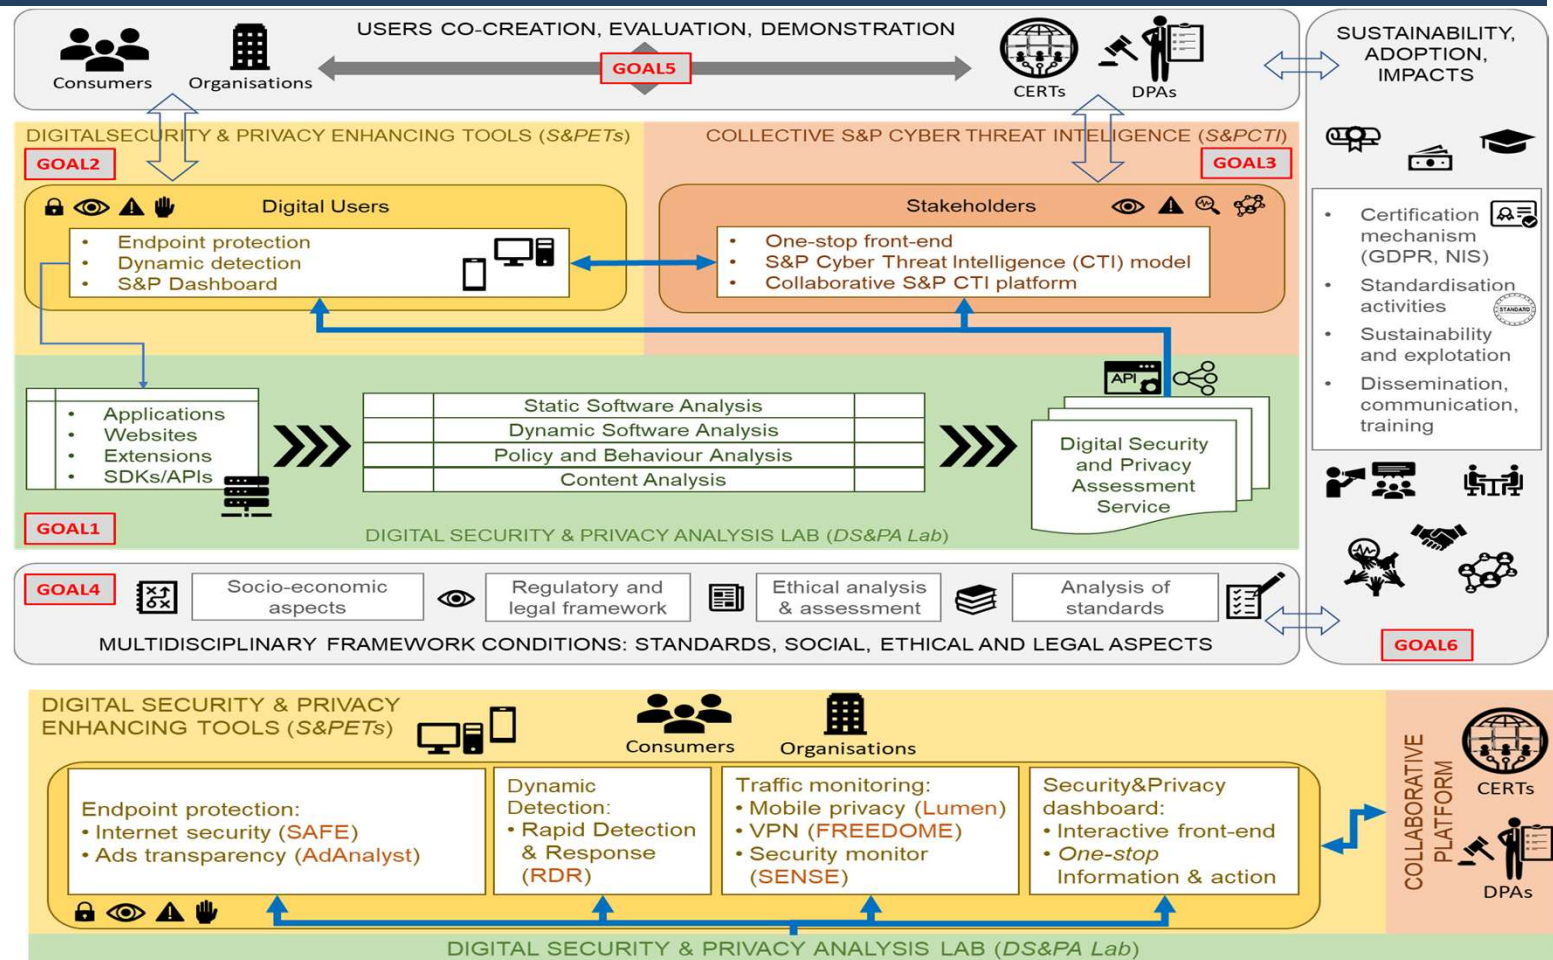 USERS CO-CREATION, EVALUATION, DEMONSTRATION
GOAL5
Consumers
Organisations
CERTs
DPAs
SUSTAINABILITY,
ADOPTION,
IMPACTS
DIGITALSECURITY & PRIVACY ENHANCING TOOLS (S&PETs)
GOAL2
Digital Users
• Endpoint protection
• Dynamic detection
• S&P Dashboard
COLLECTIVE S&P CYBER THREAT INTELIGENCE (S&PCTI)
GOAL3
Stakeholders
• One-stop front-end
• S&P Cyber Threat Intelligence (CTI) model
• Collaborative S&P CTI platform
• Certification
mechanism
(GDPR, NIS)
• Standardisation
activities
STANDARD
• Sustainability
and explotation
• Dissemination,
communication,
training
• Applications
• Websites
• Extensions
• SDKs/APIs
Static Software Analysis
Dynamic Software Analysis
Policy and Behaviour Analysis
Content Analysis
API
Digital Security
and Privacy
Assessment
Service
GOAL1
DIGITAL SECURITY & PRIVACY ANALYSIS LAB (DS&PA Lab)
GOAL4
Socio-economic
aspects
Regulatory and
legal framework
Ethical analysis
& assessment
Analysis of
standards
MULTIDISCIPLINARY FRAMEWORK CONDITIONS: STANDARDS, SOCIAL, ETHICAL AND LEGAL ASPECTS
GOAL6
DIGITAL SECURITY & PRIVACY
ENHANCING TOOLS (S&PETs)
Consumers
Organisations
Endpoint protection:
• Internet security (SAFE)
• Ads transparency (AdAnalyst)
Dynamic
Detection:
• Rapid Detection
& Response
(RDR)
Traffic monitoring:
• Mobile privacy (Lumen)
• VPN (FREEDOME)
• Security monitor
(SENSE)
Security&Privacy
dashboard:
• Interactive front-end
• One-stop
Information & action
COLLABORATIVE
PLATFORM
CERTs
DPAs
DIGITAL SECURITY & PRIVACY ANALYSIS LAB (DS&PA Lab)